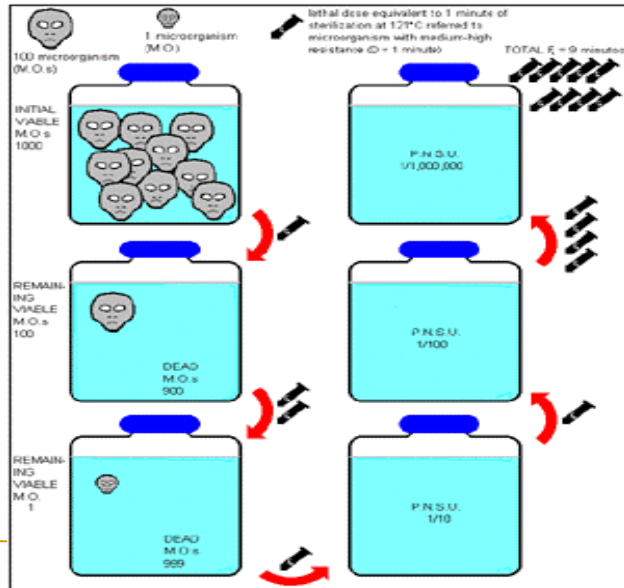 100 microorganism
(M.O.s)
1 microorganism
(M.O.)
lethal dose equivalent to 1 minute of
sterilization at 121°C referred to
microorganism with medium-high
resistance (D = 1 minute)
TOTAL F = 9 minutes
INITIAL
VIABLE
M.O.s
1000
P.N.S.U.
1/1,000,000
REMAIN-
ING
VIABLE
M.O.s
100
DEAD
M.O.s
900
P.N.S.U.
1/100
REMAIN-
ING
VIABLE
M.O.
1
DEAD
M.O.s
999
P.N.S.U.
1/10